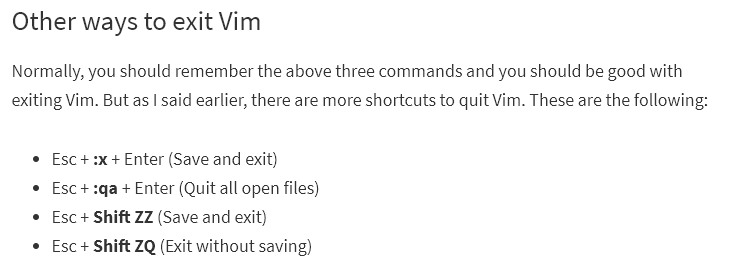 Other ways to exit Vim
Normally, you should remember the above three commands and you should be good with
exiting Vim. But as I said earlier, there are more shortcuts to quit Vim. These are the following:
• Esc + :x + Enter (Save and exit)
• Esc + :qa + Enter (Quit all open files)
• Esc + Shift ZZ (Save and exit)
• Esc + Shift ZQ (Exit without saving)